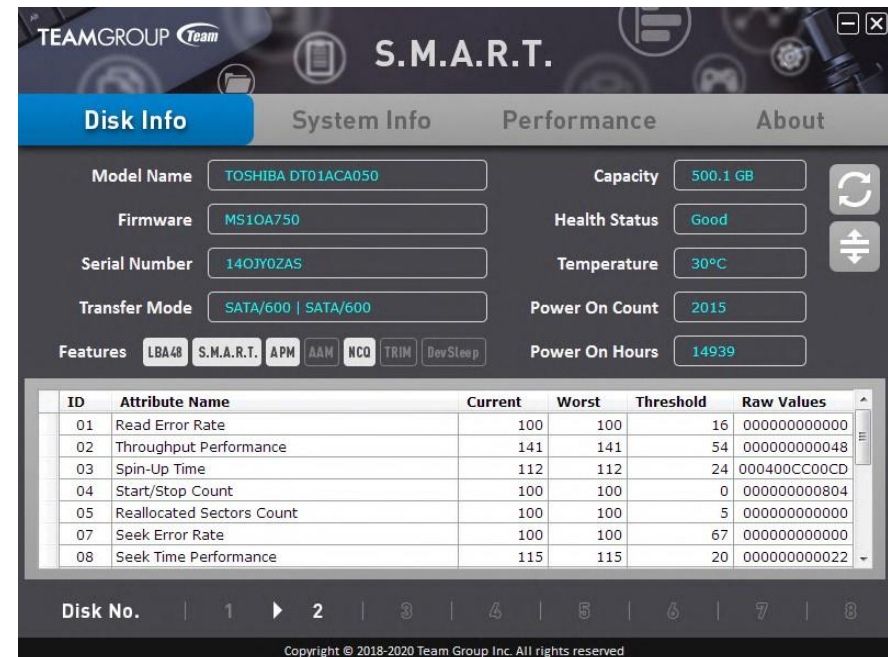 TEAMGROUP Team
S.M.A.R.T.
Disk Info System Info Performance About
Model Name TOSHIBA DT01ACA050 Capacity 500.1 GB
Firmware MS1OA750 Health Status Good
Serial Number 14OJY0ZAS Temperature 30°C
Transfer Mode SATA/600 | SATA/600 Power On Count 2015
Features LBA48 S.M.A.R.T. APM AAM NCQ TRIM DevSleep Power On Hours 14939
ID Attribute Name Current Worst Threshold Raw Values
01 Read Error Rate 100 100 16 000000000000
02 Throughput Performance 141 141 54 000000000048
03 Spin-Up Time 112 112 24 000400CC00CD
04 Start/Stop Count 100 100 0 000000000804
05 Reallocated Sectors Count 100 100 5 000000000000
07 Seek Error Rate 100 100 67 000000000000
08 Seek Time Performance 115 115 20 000000000022
Disk No. | 1 2 | 3 | 4 | 5 | 6 | 7 | 8
Copyright © 2018-2020 Team Group Inc. All rights reserved